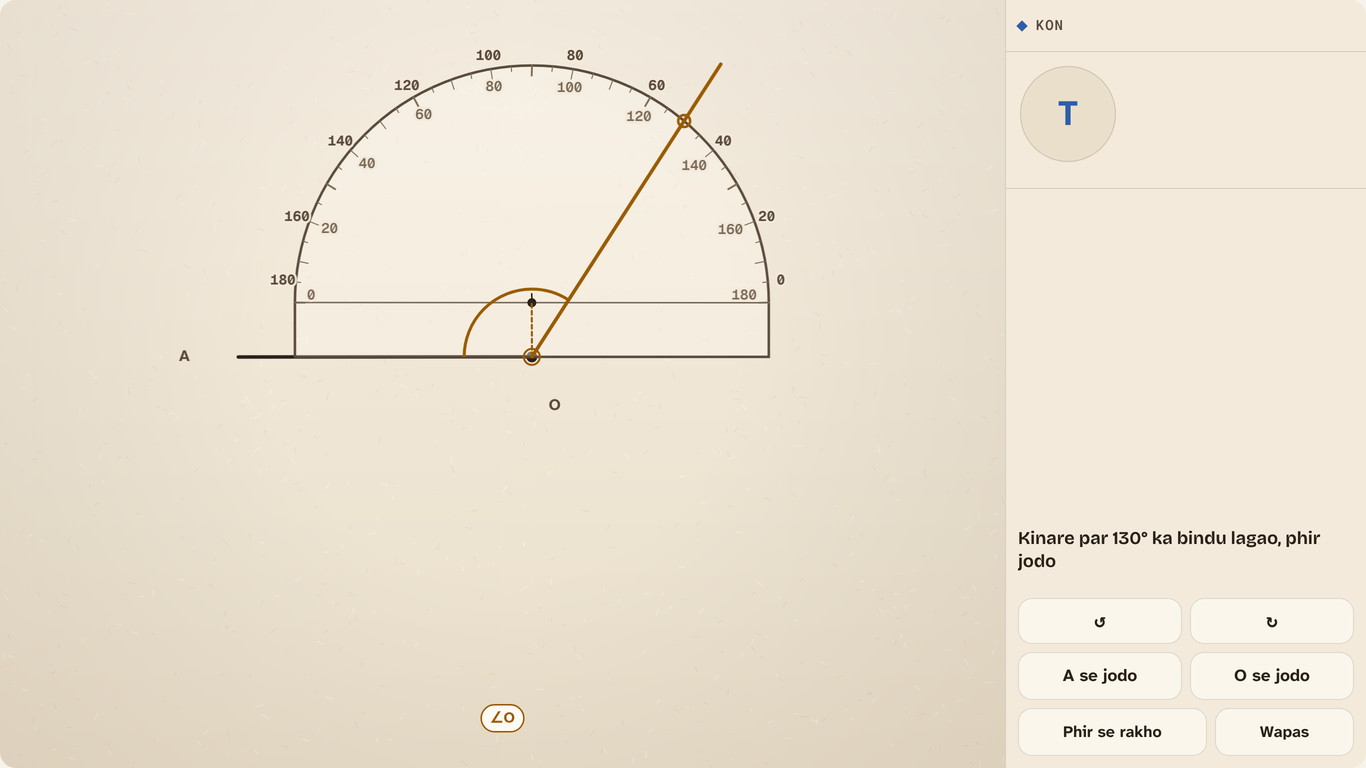 KON
T
100 80
120 80 100 60
60 120
140 40
40 140
160 20
20 160
180 0
0 180
A
O
∠O
Kinare par 130° ka bindu lagao, phir
jodo
↺ ↻
A se jodo O se jodo
Phir se rakho Wapas